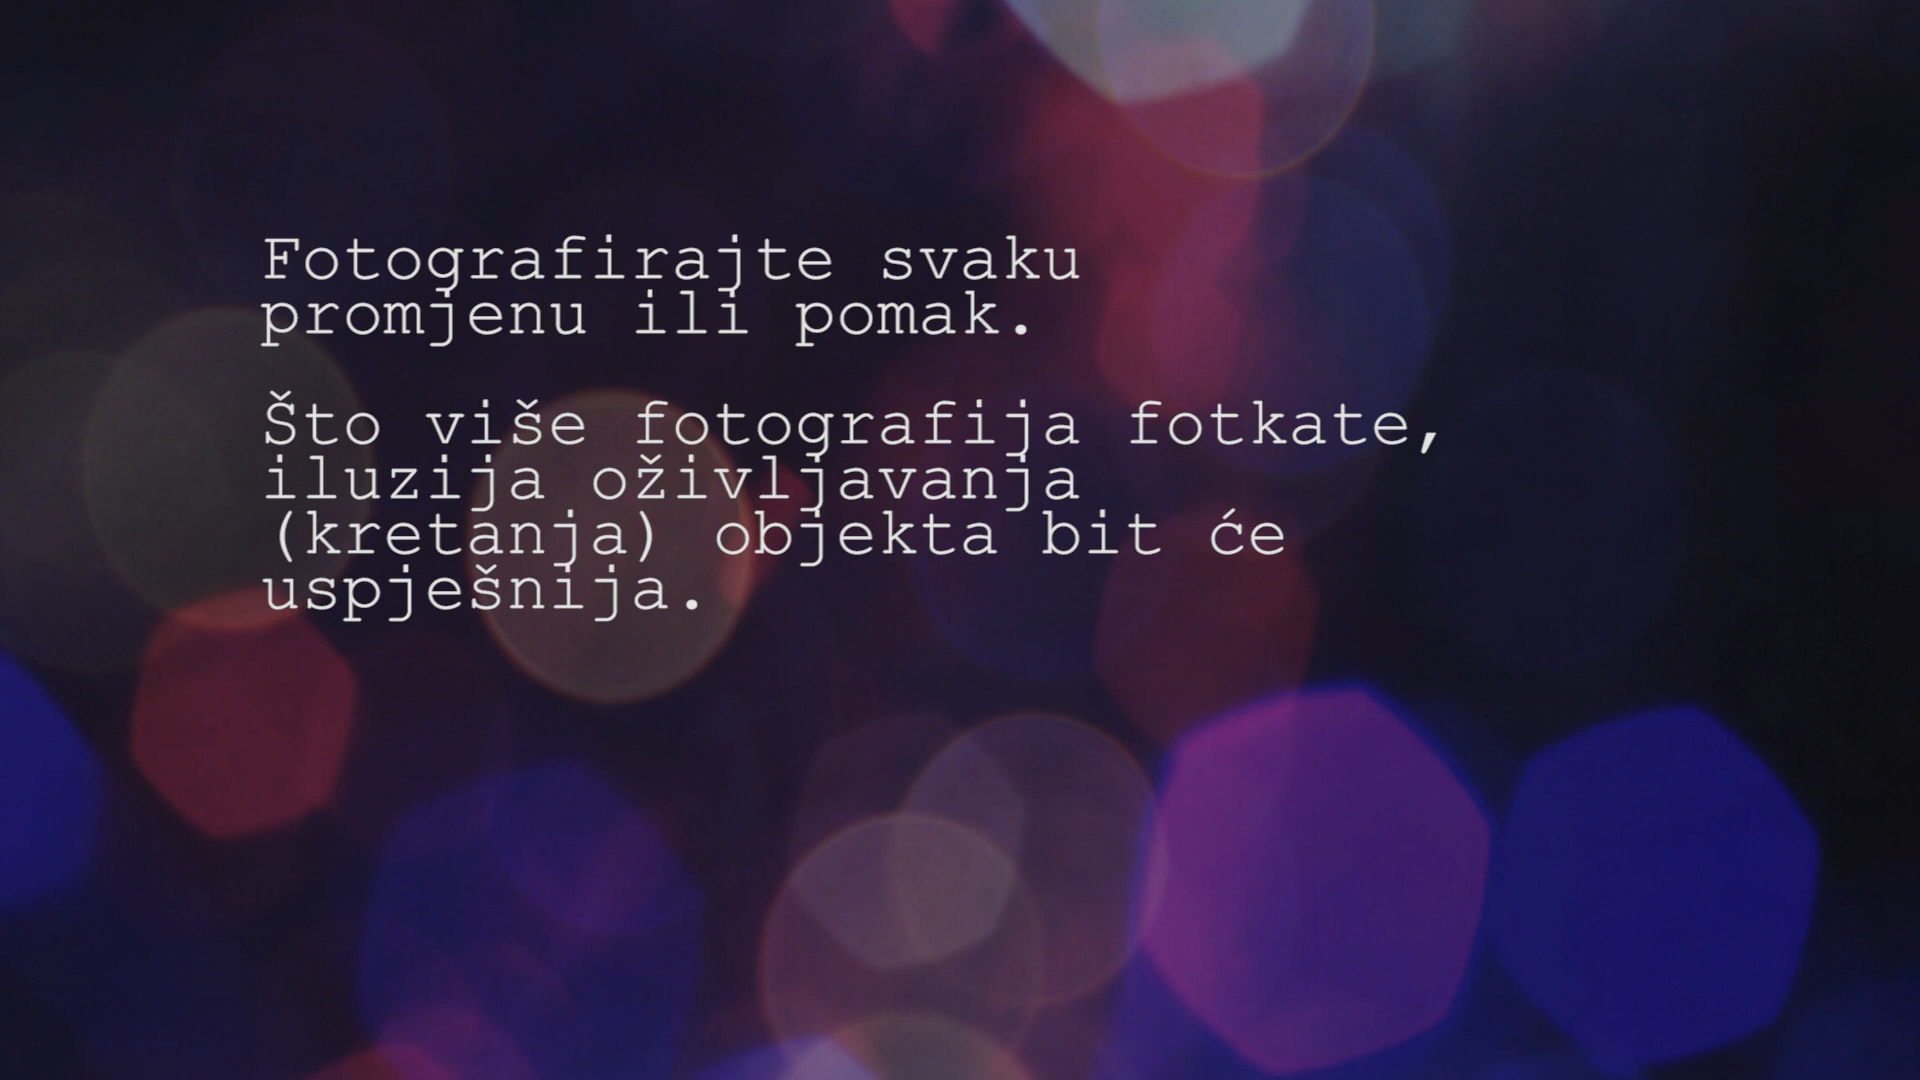 Fotografirajte svaku
promjenu ili pomak.
Što više fotografija fotkate,
iluzija oživljavanja
(kretanja) objekta bit će
uspješnija.